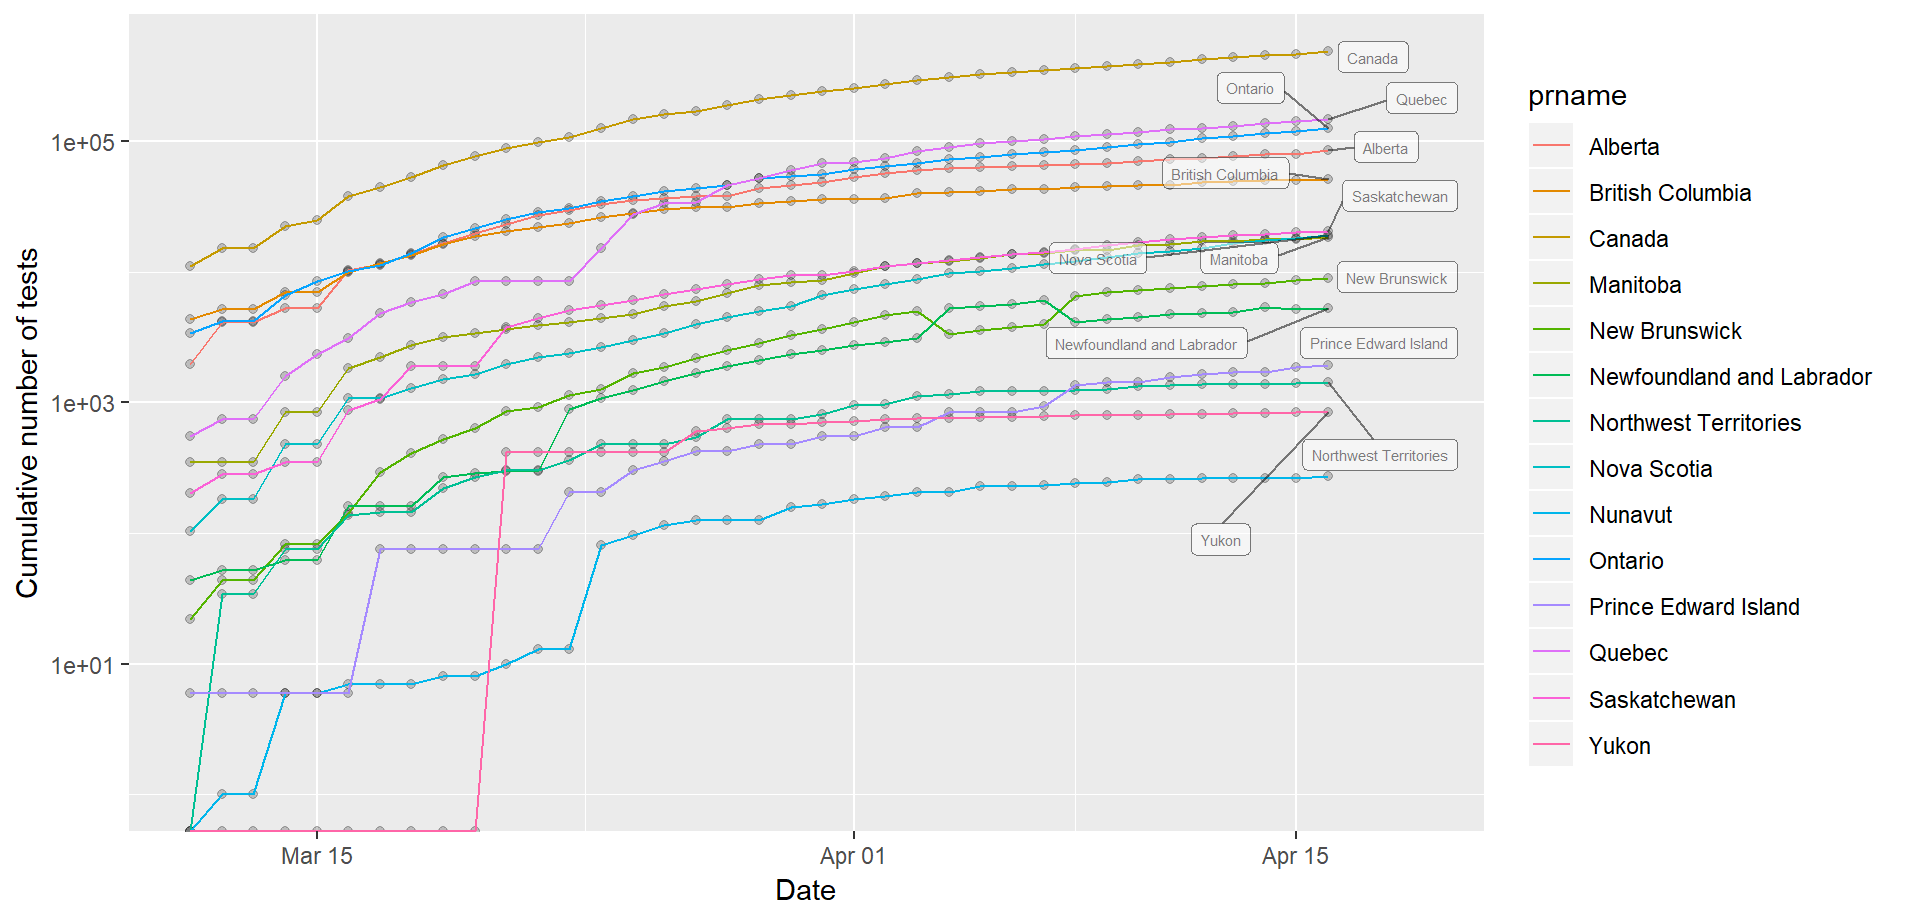 Cumulative number of tests
1e+05
1e+03
1e+01
Mar 15
Apr 01
Apr 15
Date
Canada
Ontario
Quebec
Alberta
British Columbia
Saskatchewan
Nova Scotia
Manitoba
New Brunswick
Newfoundland and Labrador
Prince Edward Island
Northwest Territories
Yukon
prname
Alberta
British Columbia
Canada
Manitoba
New Brunswick
Newfoundland and Labrador
Northwest Territories
Nova Scotia
Nunavut
Ontario
Prince Edward Island
Quebec
Saskatchewan
Yukon